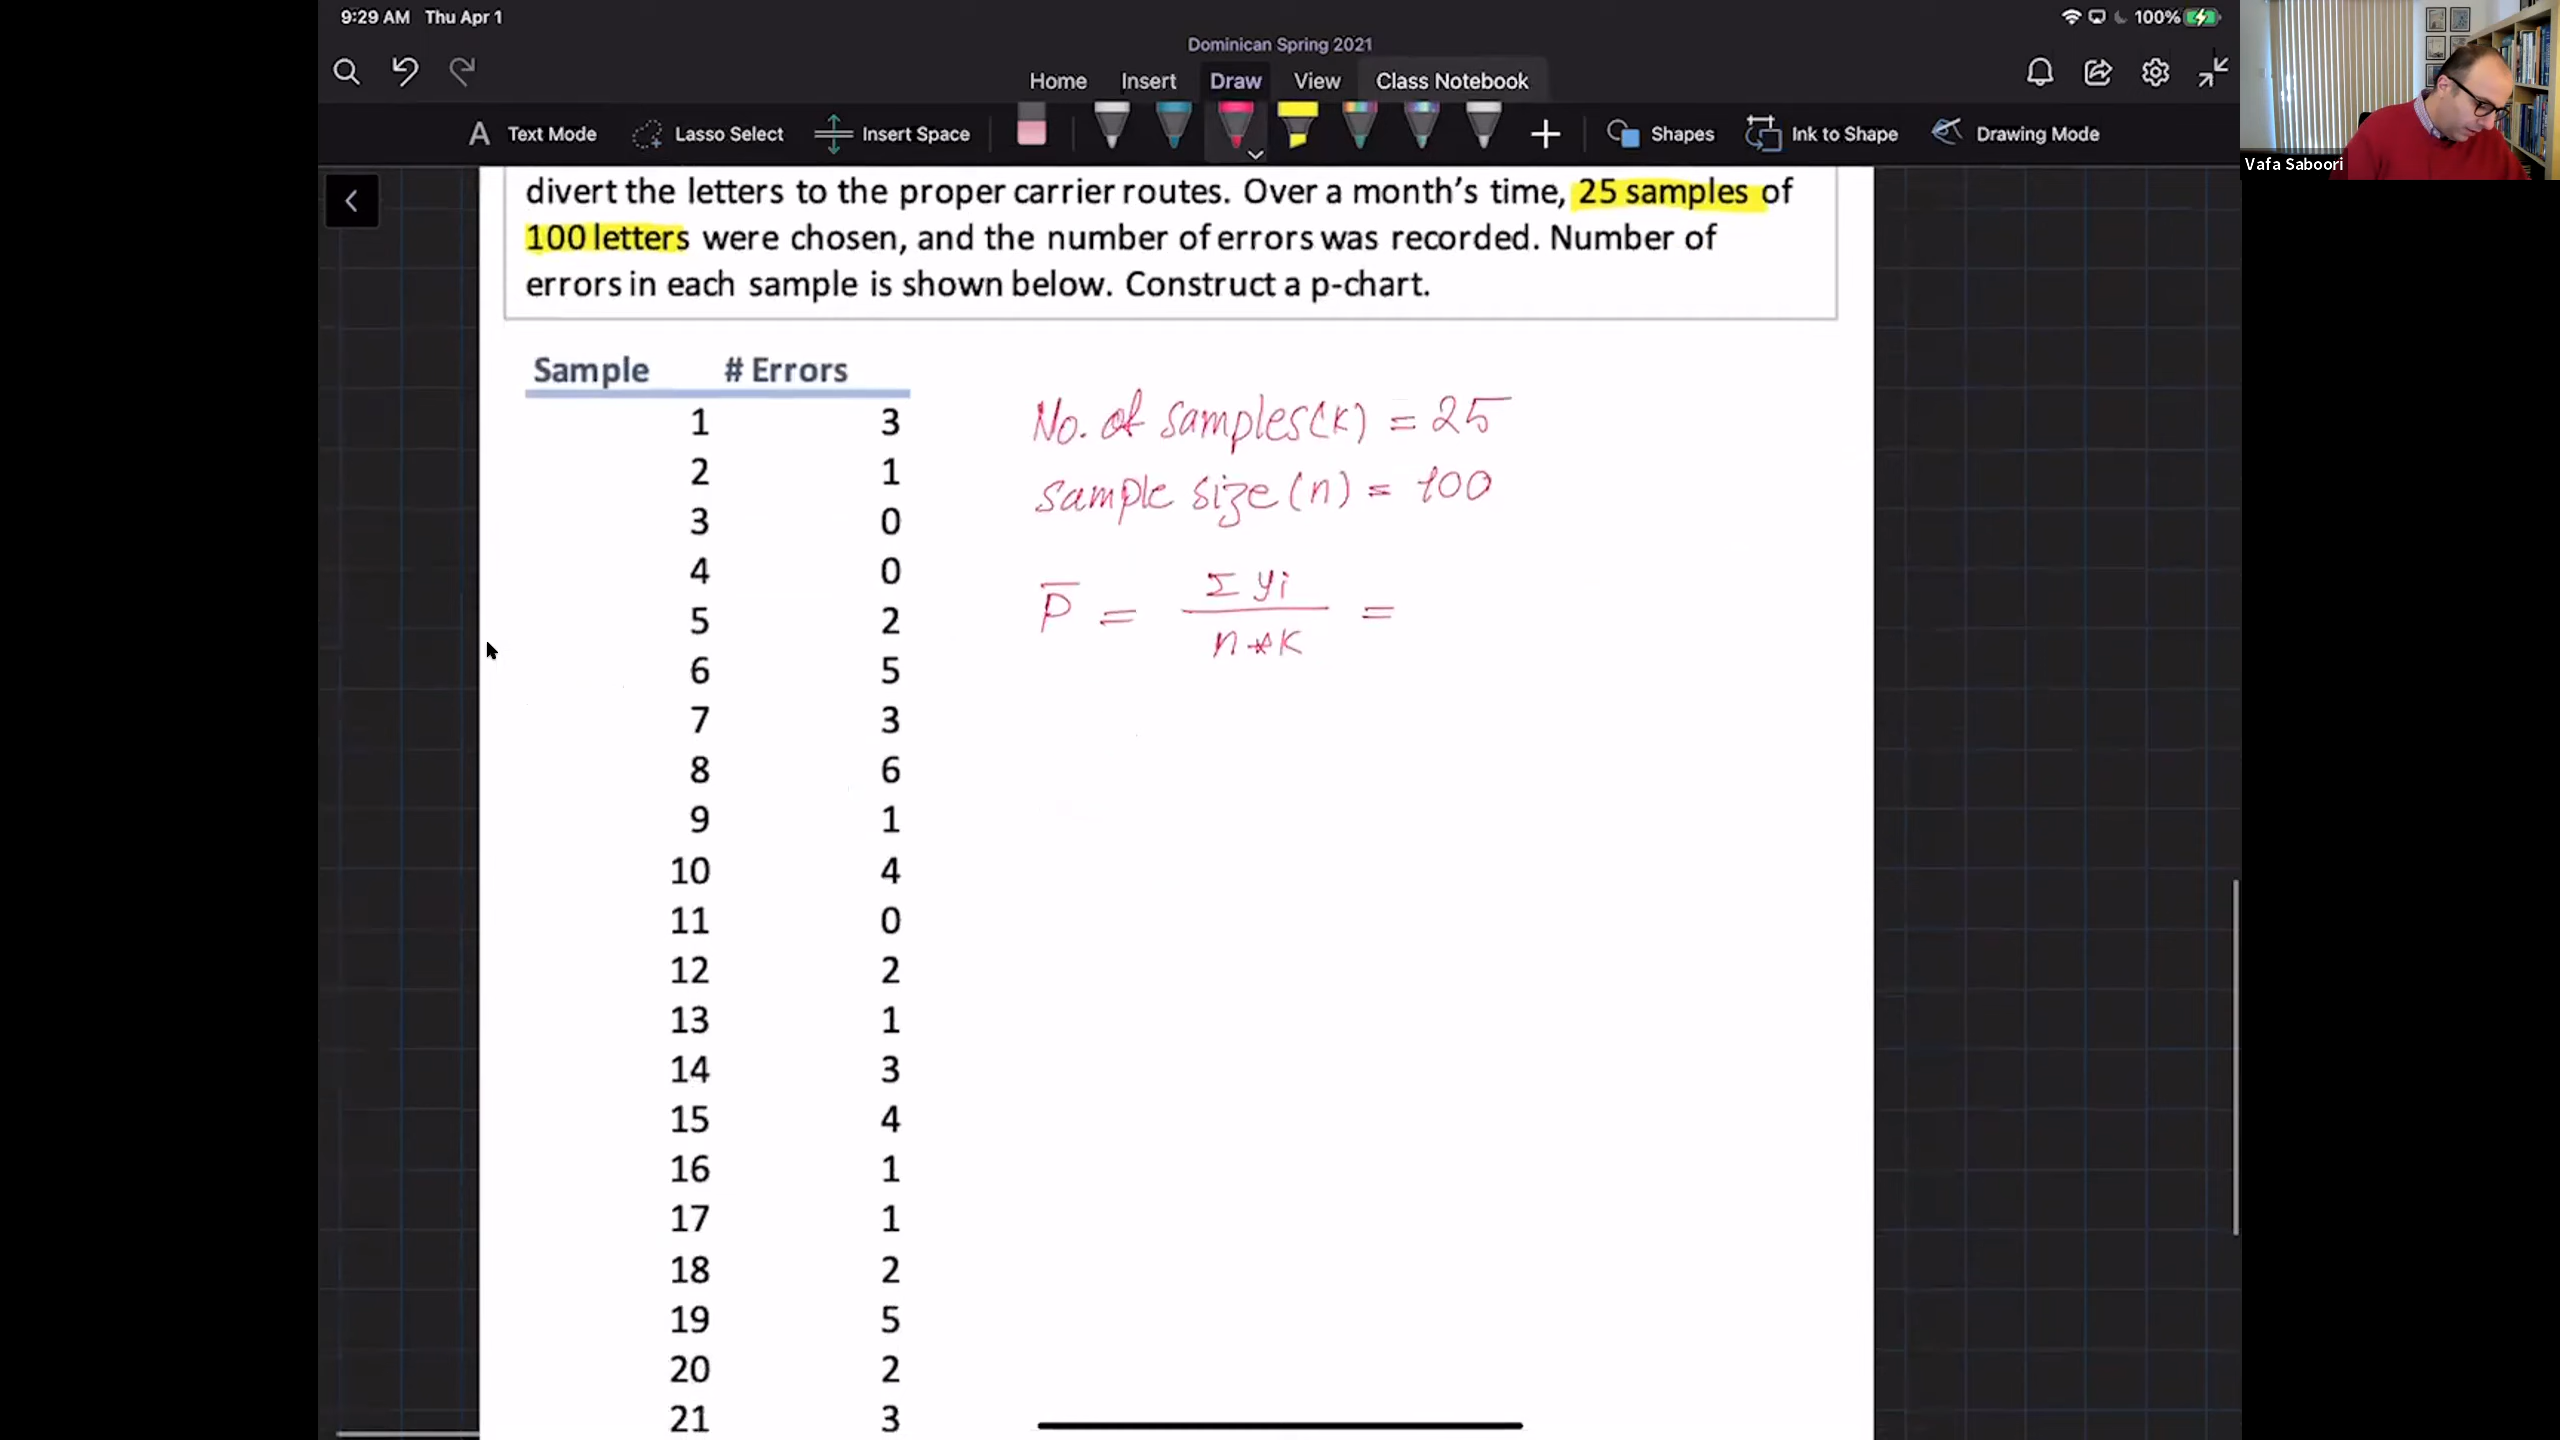 9:29 AM Thu Apr 1
100%
Dominican Spring 2021
Home Insert Draw View Class Notebook
A Text Mode Lasso Select Insert Space Shapes Ink to Shape Drawing Mode
Vafa Saboori
divert the letters to the proper carrier routes. Over a month's time, 25 samples of
100 letters were chosen, and the number of errors was recorded. Number of
errors in each sample is shown below. Construct a p-chart.
Sample # Errors
1 3
2 1
3 0
4 0
5 2
6 5
7 3
8 6
9 1
10 4
11 0
12 2
13 1
14 3
15 4
16 1
17 1
18 2
19 5
20 2
21 3
No. of samples(k) = 25
sample size (n) = 100
P̅ = Σ yi / n*k =